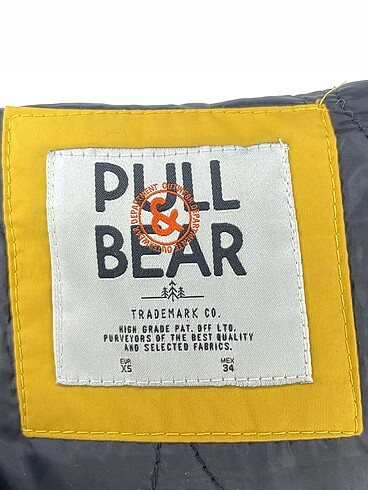 PULL
&
BEAR
TRADEMARK CO.
HIGH GRADE PAT. OFF LTD.
PURVEYORS OF THE BEST QUALITY
AND SELECTED FABRICS.
EUR MEX
XS 34